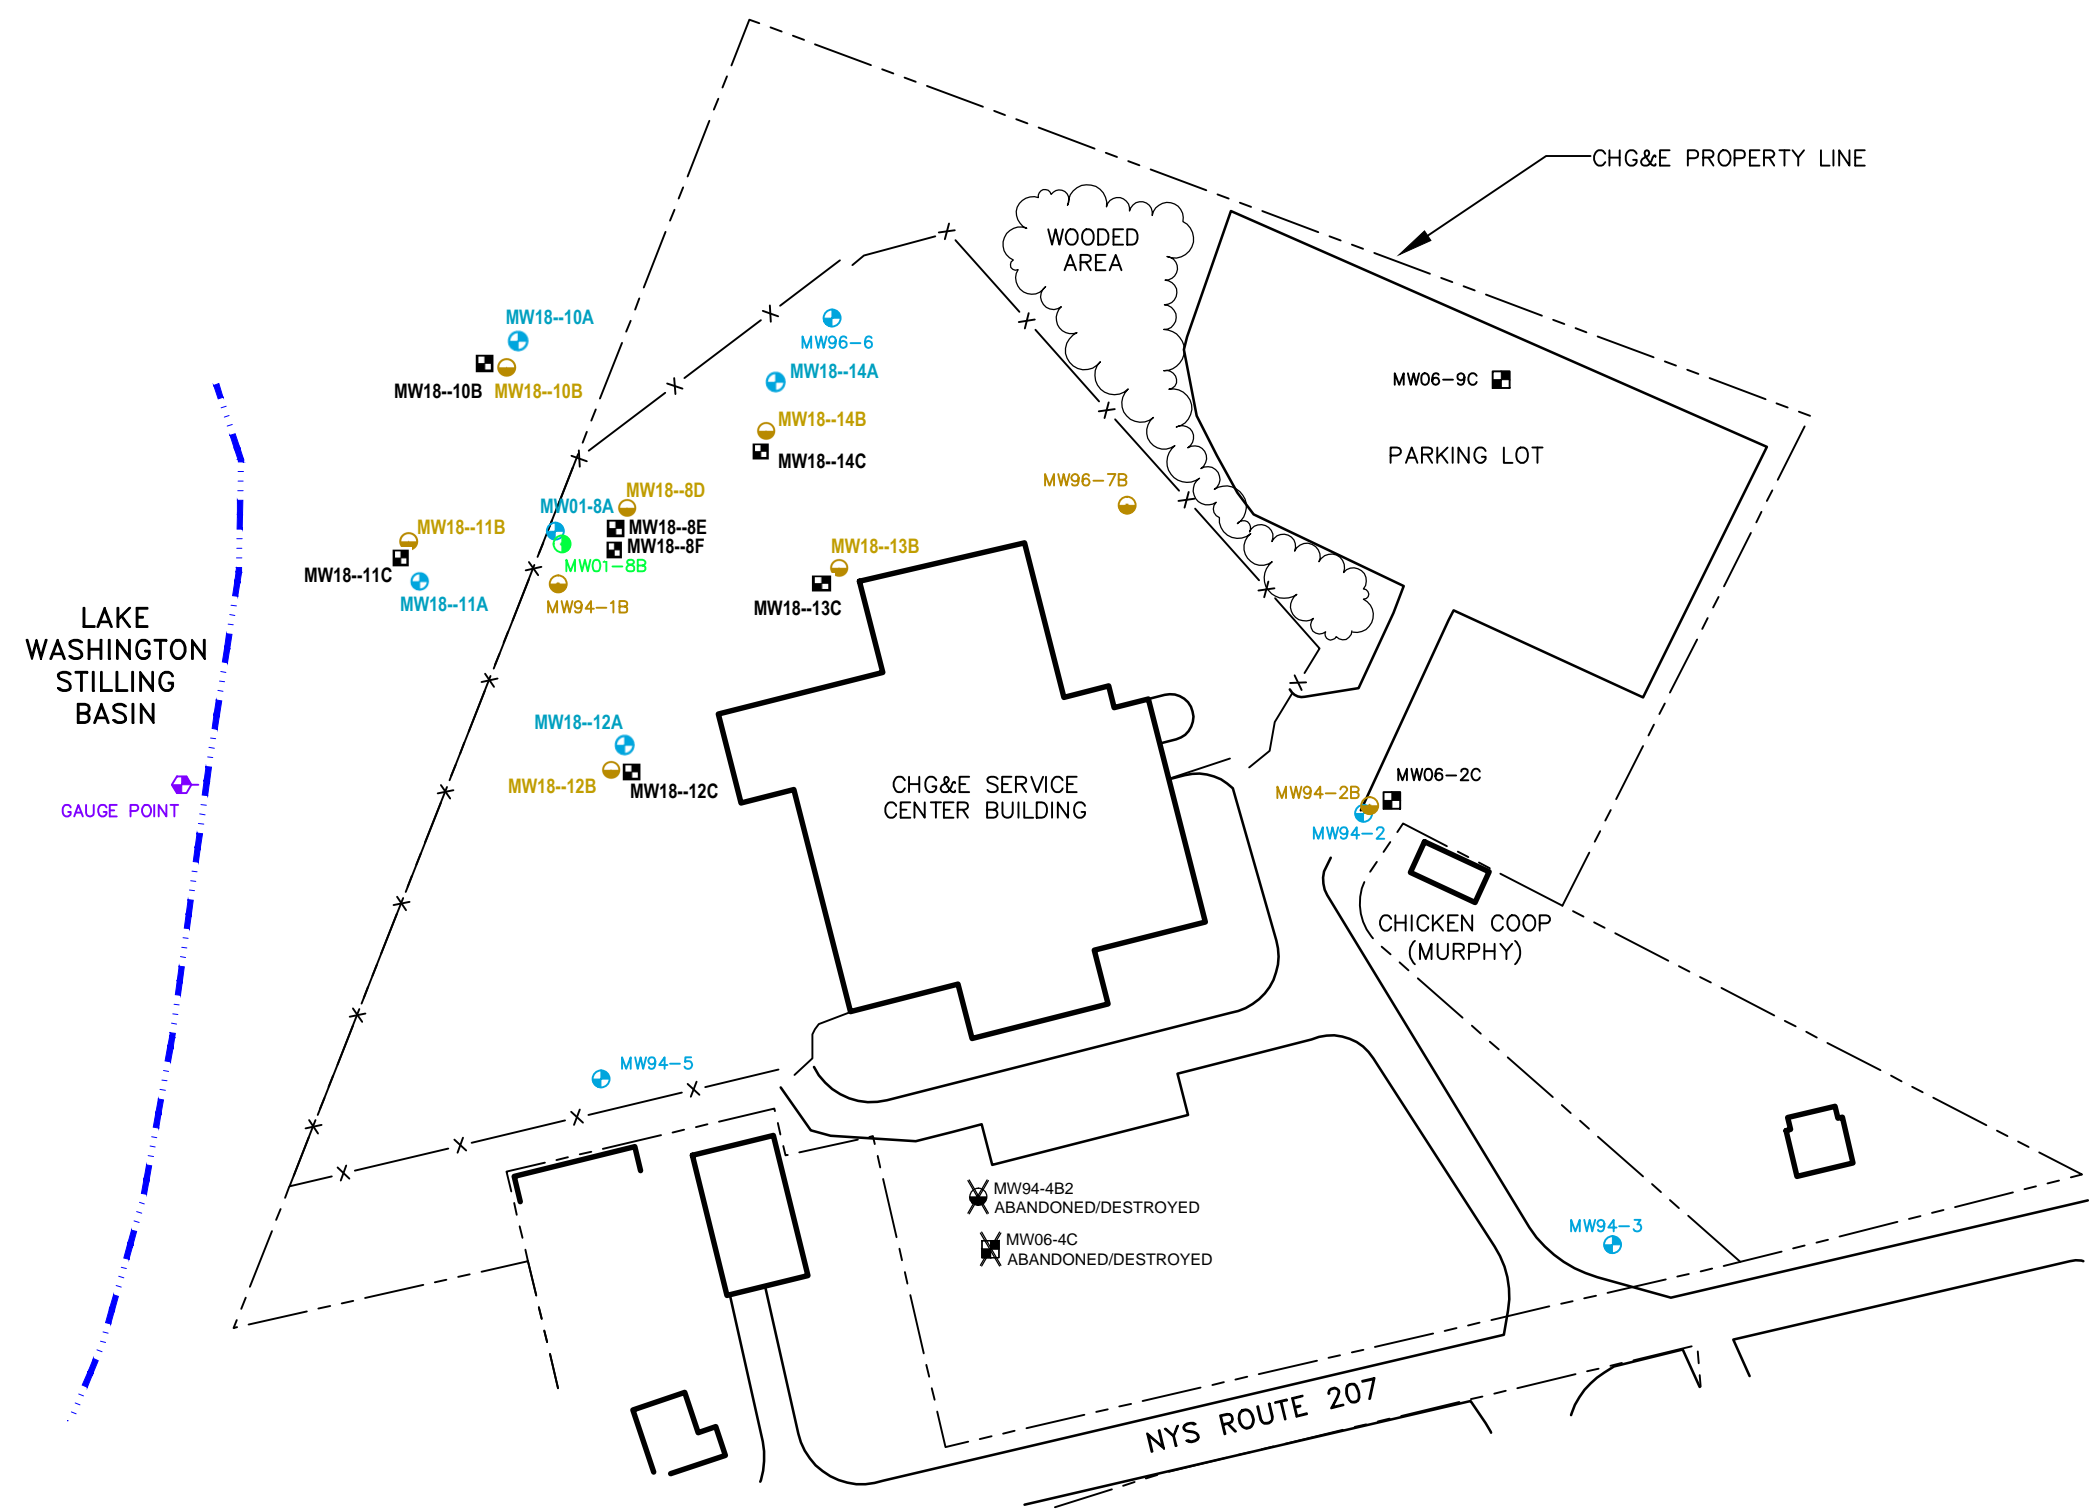 CHG&E PROPERTY LINE
WOODED
AREA
MW18--10A
MW96-6
MW18--14A
MW18--10B
MW18--10B
MW06-9C
MW18--14B
PARKING LOT
MW18--14C
MW96-7B
MW18--8D
MW01-8A
MW18--11B
MW18--8E
MW18--8F
MW18--13B
MW01-8B
MW18--11C
MW18--11A
MW94-1B
MW18--13C
LAKE
WASHINGTON
STILLING
BASIN
MW18--12A
MW18--12B
MW18--12C
GAUGE POINT
CHG&E SERVICE
CENTER BUILDING
MW06-2C
MW94-2B
MW94-2
CHICKEN COOP
(MURPHY)
MW94-5
MW94-4B2
ABANDONED/DESTROYED
MW06-4C
ABANDONED/DESTROYED
MW94-3
NYS ROUTE 207